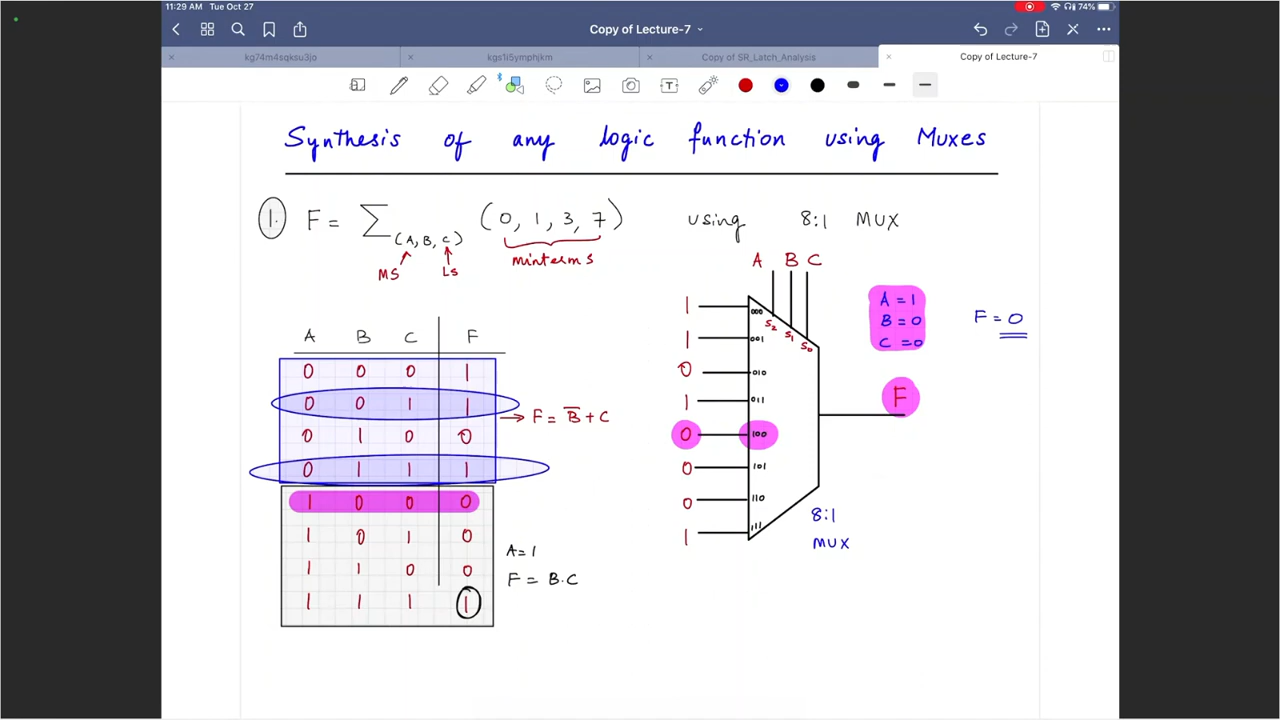 11:29 AM Tue Oct 27
74%
Copy of Lecture-7
kg74m4sqksu3jo
kgs1i5ymphjkm
Copy of SR_Latch_Analysis
Copy of Lecture-7
Synthesis of any logic function using Muxes
1. F = ∑(A, B, C) (0, 1, 3, 7) using 8:1 MUX
MS LS minterms
A B C F
0 0 0 1
0 0 1 1
0 1 0 0
0 1 1 1
1 0 0 0
1 0 1 0
1 1 0 0
1 1 1 1
→ F = B̅ + C
A = 1
F = B.C
A B C
S2 S1 S0
1 000
1 001
0 010
1 011
0 100
0 101
0 110
1 111
F
8:1
MUX
A = 1
B = 0
C = 0
F = 0